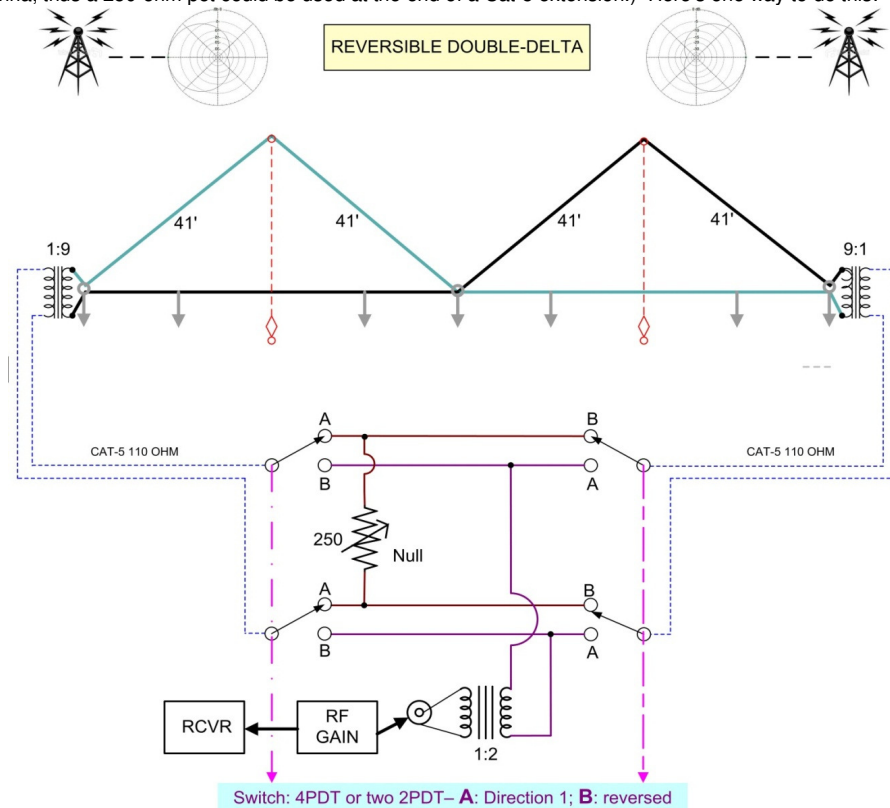 REVERSIBLE DOUBLE-DELTA
41'
41'
41'
41'
1:9
9:1
A
B
CAT-5 110 OHM
CAT-5 110 OHM
B
A
250
Null
A
B
B
A
RCVR
RF
GAIN
1:2
Switch: 4PDT or two 2PDT– A: Direction 1; B: reversed